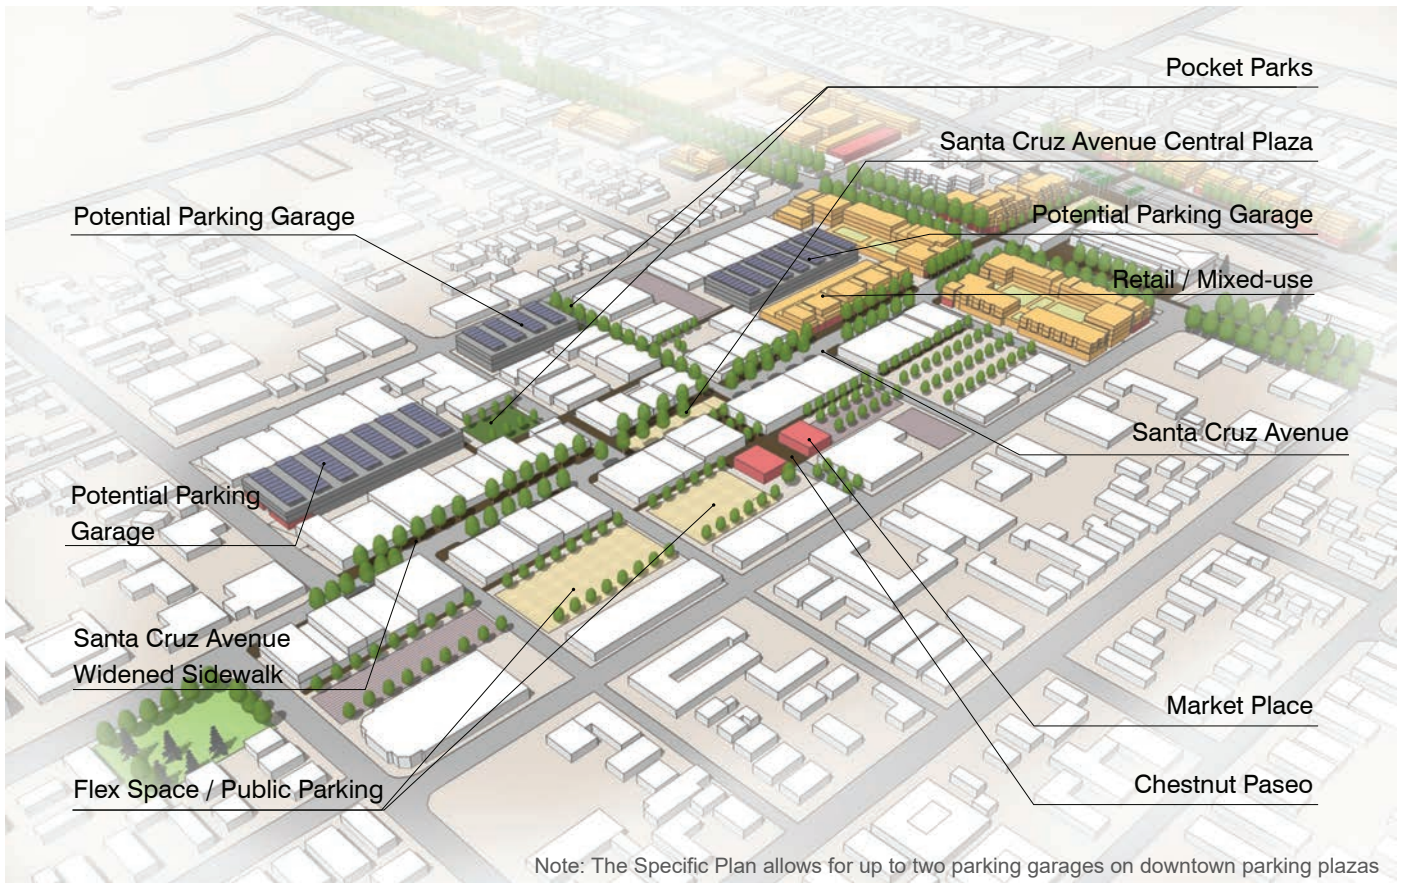 Pocket Parks
Santa Cruz Avenue Central Plaza
Potential Parking Garage
Potential Parking Garage
Retail / Mixed-use
Santa Cruz Avenue
Potential Parking
Garage
Santa Cruz Avenue
Widened Sidewalk
Market Place
Chestnut Paseo
Flex Space / Public Parking
Note: The Specific Plan allows for up to two parking garages on downtown parking plazas